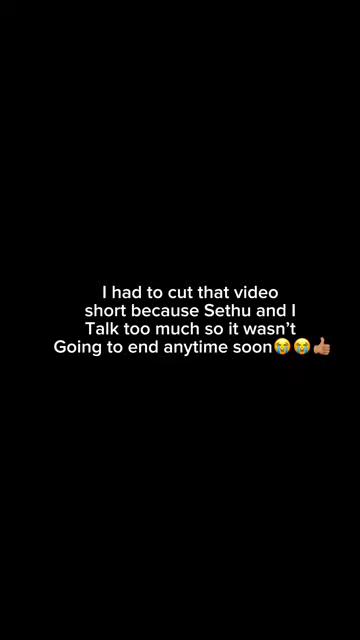 I had to cut that video
short because Sethu and I
Talk too much so it wasn’t
Going to end anytime soon😭😭👍🏽